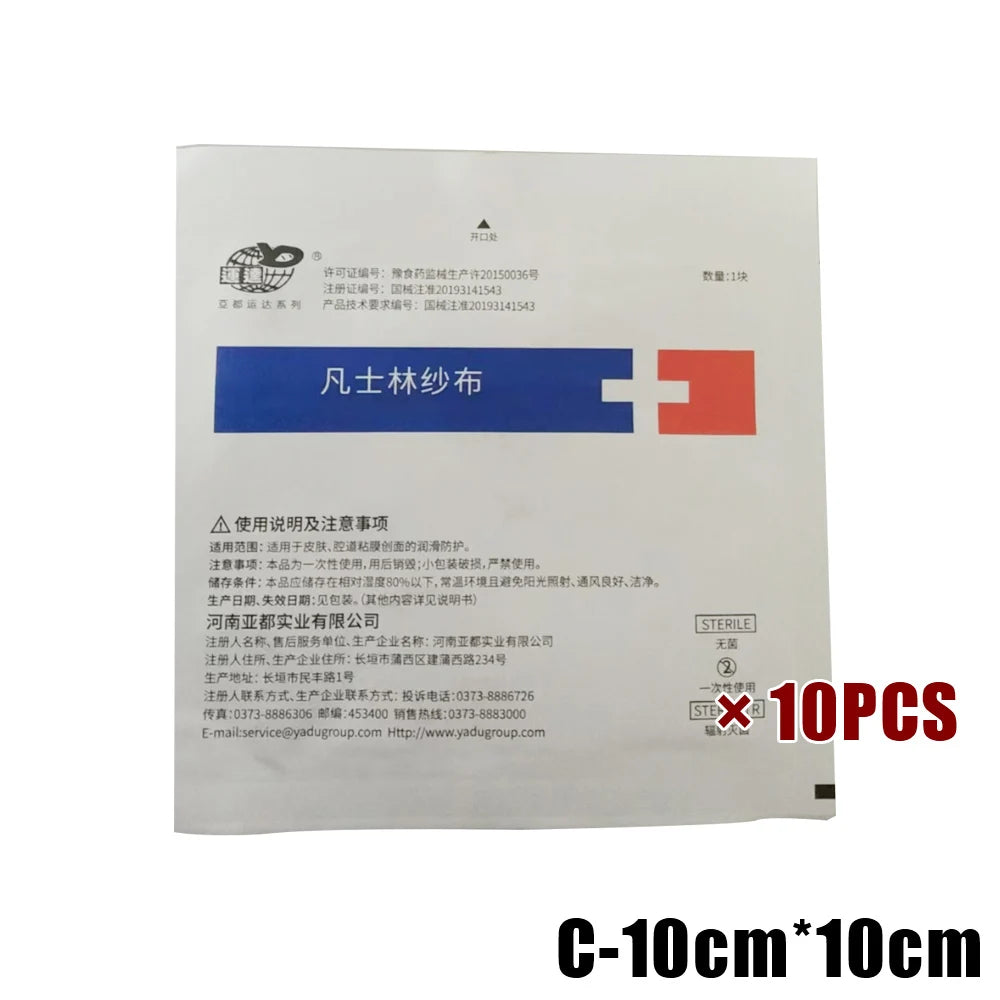 开口处
运达
®
亚都运达系列
许可证编号：豫食药监械生产许20150036号
注册证编号：国械注准20193141543
产品技术要求编号：国械注准20193141543
数量：1块
凡士林纱布
使用说明及注意事项
适用范围：适用于皮肤、腔道粘膜创面的润滑防护。
注意事项：本品为一次性使用，用后销毁；小包装破损，严禁使用。
储存条件：本品应储存在相对湿度80%以下，常温环境且避免阳光照射、通风良好、洁净。
生产日期、失效日期：见包装。（其他内容详见说明书）
河南亚都实业有限公司
注册人名称、售后服务单位、生产企业名称：河南亚都实业有限公司
注册人住所、生产企业住所：长垣市蒲西区建蒲西路234号
生产地址：长垣市民丰路1号
注册人联系方式、生产企业联系方式：投诉电话：0373-8886726
传真：0373-8886306 邮编：453400 销售热线：0373-8883000
E-mail:service@yadugroup.com Http://www.yadugroup.com
STERILE
无菌
2
一次性使用
辐射灭菌
× 10PCS
C-10cm*10cm